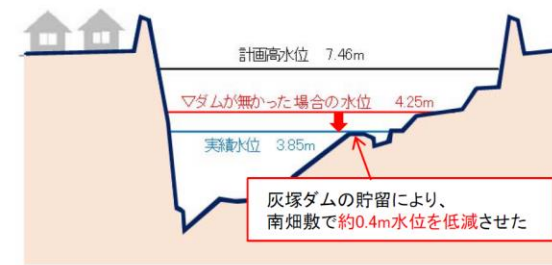 計画高水位 7.46m
▽ダムが無かった場合の水位 4.25m
実績水位 3.85m
灰塚ダムの貯留により、
南畑敷で約0.4m水位を低減させた